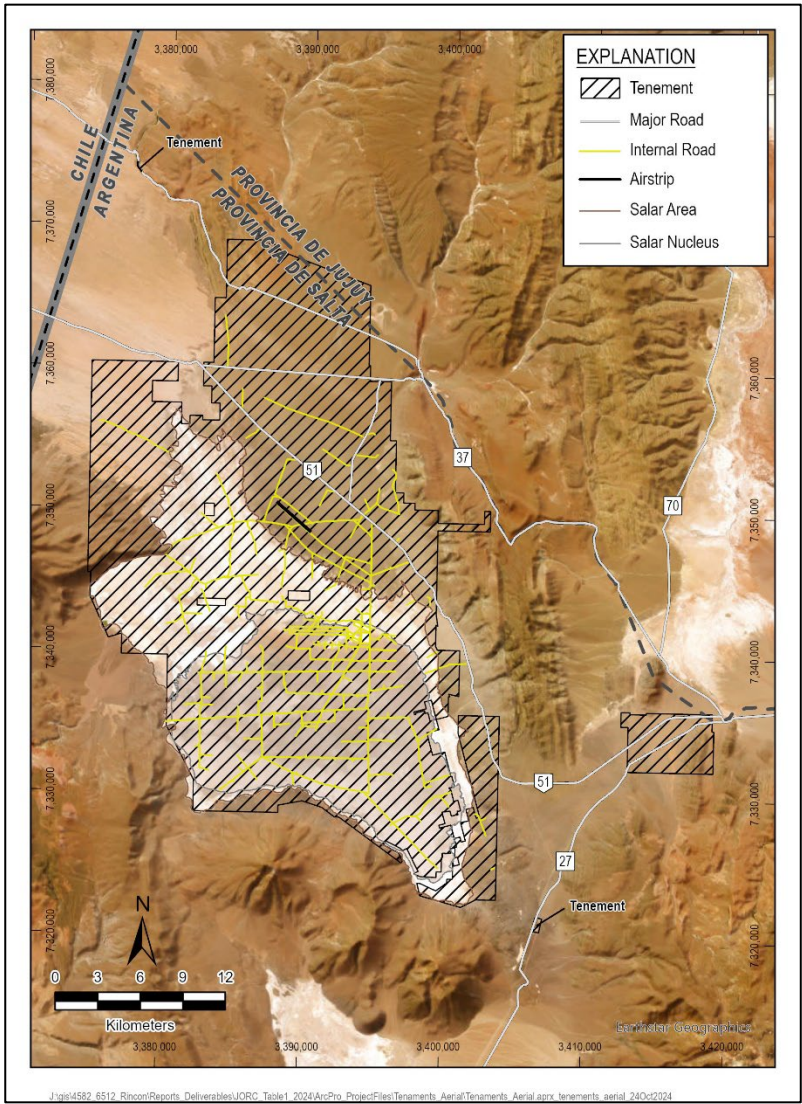 3,380,000
3,390,000
3,400,000
7,380,000
7,370,000
7,360,000
7,350,000
7,340,000
7,330,000
7,320,000
EXPLANATION
Tenement
Major Road
Internal Road
Airstrip
Salar Area
Salar Nucleus
CHILE
ARGENTINA
Tenement
PROVINCIA DE JUJUY
PROVINCIA DE SALTA
7,360,000
7,350,000
7,340,000
7,330,000
7,320,000
51
37
70
51
27
Tenement
N
0 3 6 9 12
Kilometers
Earthstar Geographics
3,380,000
3,390,000
3,400,000
3,410,000
3,420,000
J:\gis\4582_6512_Rincon\Reports_Deliverables\JORC_Table1_2024\ArcPro_ProjectFiles\Tenaments_Aerial\Tenaments_Aerial.aprx_tenements_aerial_24Oct2024